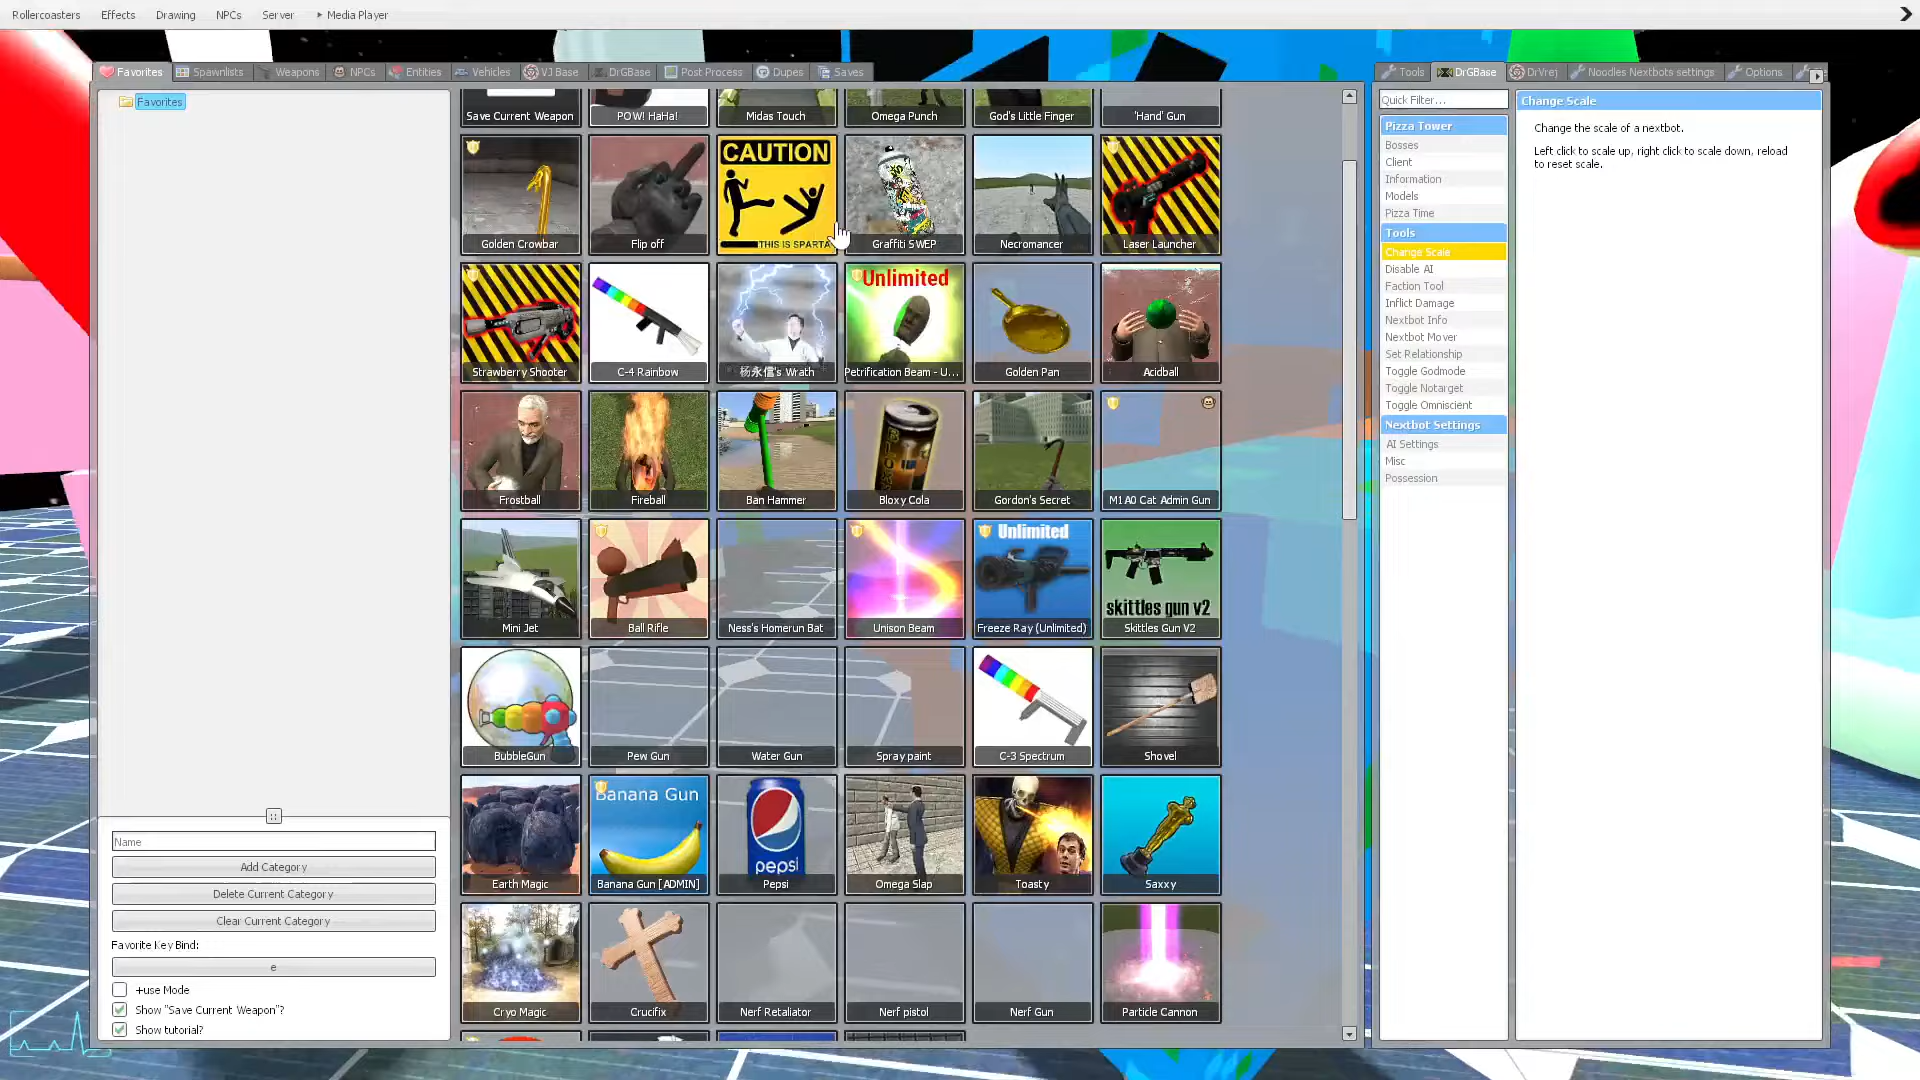 Rollercoasters Effects Drawing NPCs Server Media Player
Favorites Spawnlists Weapons NPCs Entities Vehicles VJ Base DrGBase Post Process Dupes Saves
Tools DrGBase DrVrej Noodles Nextbots settings Options
Favorites
Save Current Weapon POW! HaHa! Midas Touch Omega Punch God's Little Finger 'Hand' Gun
CAUTION
THIS IS SPARTA
Golden Crowbar Flip off Graffiti SWEP Necromancer Laser Launcher
Unlimited
Strawberry Shooter C-4 Rainbow 杨永信's Wrath Petrification Beam - U... Golden Pan Acidball
Frostball Fireball Ban Hammer Bloxy Cola Gordon's Secret M1A0 Cat Admin Gun
Unlimited
skittles gun v2
Mini Jet Ball Rifle Ness's Homerun Bat Unison Beam Freeze Ray (Unlimited) Skittles Gun V2
BubbleGun Pew Gun Water Gun Spray paint C-3 Spectrum Shovel
Banana Gun
pepsi
Earth Magic Banana Gun [ADMIN] Pepsi Omega Slap Toasty Saxxy
Cryo Magic Crucifix Nerf Retaliator Nerf pistol Nerf Gun Particle Cannon
Name
Add Category
Delete Current Category
Clear Current Category
Favorite Key Bind:
e
+use Mode
Show "Save Current Weapon"?
Show tutorial?
Quick Filter...
Pizza Tower
Bosses
Client
Information
Models
Pizza Time
Tools
Change Scale
Disable AI
Faction Tool
Inflict Damage
Nextbot Info
Nextbot Mover
Set Relationship
Toggle Godmode
Toggle Notarget
Toggle Omniscient
Nextbot Settings
AI Settings
Misc
Possession
Change Scale
Change the scale of a nextbot.
Left click to scale up, right click to scale down, reload
to reset scale.